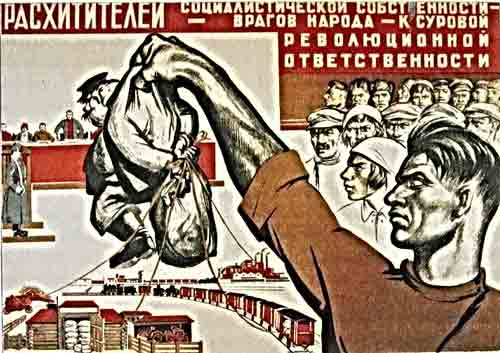 РАСХИТИТЕЛЕЙ СОЦИАЛИСТИЧЕСКОЙ СОБСТВЕННОСТИ —
— ВРАГОВ НАРОДА — К СУРОВОЙ
РЕВОЛЮЦИОННОЙ
ОТВЕТСТВЕННОСТИ